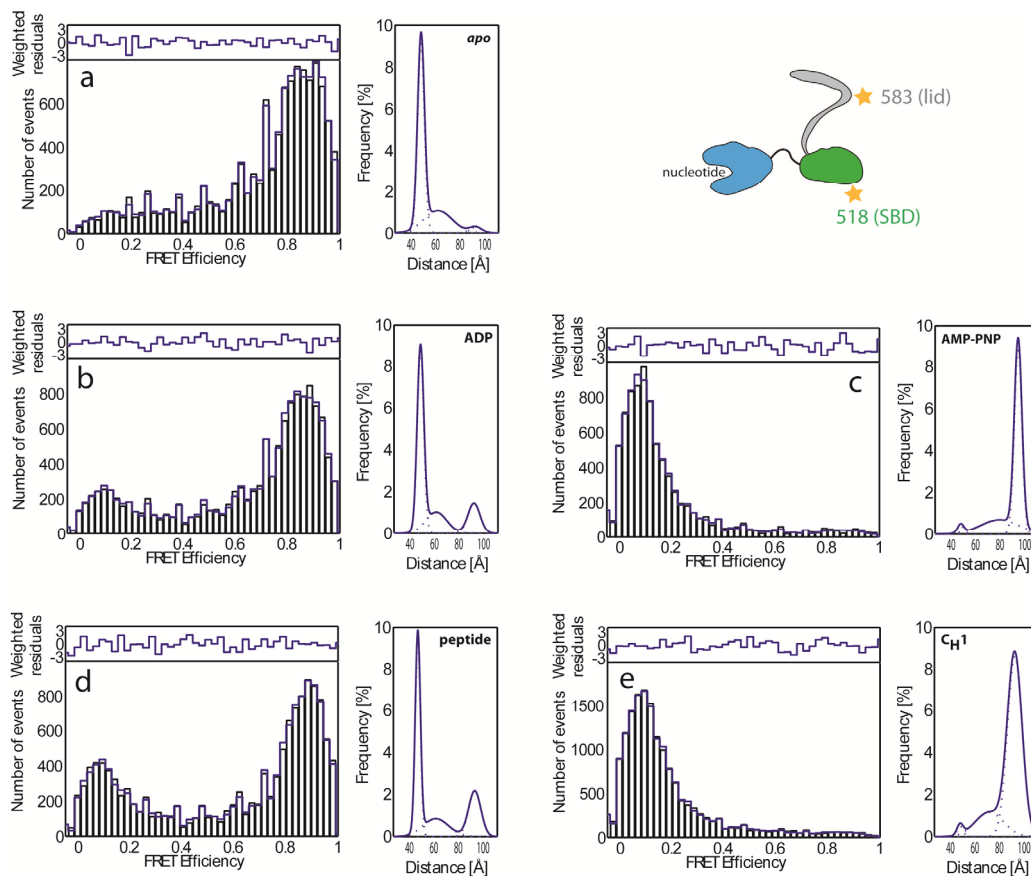 Weighted
residuals
3
0
-3
a
Number of events
600
400
200
0
0 0.2 0.4 0.6 0.8 1
FRET Efficiency
apo
Frequency [%]
10
8
6
4
2
0
40 60 80 100
Distance [Å]
583 (lid)
nucleotide
518 (SBD)
Weighted
residuals
3
0
-3
b
Number of events
800
600
400
200
0
0 0.2 0.4 0.6 0.8 1
FRET Efficiency
ADP
Frequency [%]
10
8
6
4
2
0
40 60 80 100
Distance [Å]
Weighted
residuals
3
0
-3
c
Number of events
800
600
400
200
0
0 0.2 0.4 0.6 0.8 1
FRET Efficiency
AMP-PNP
Frequency [%]
10
8
6
4
2
0
40 60 80 100
Distance [Å]
Weighted
residuals
3
0
-3
d
Number of events
800
600
400
200
0
0 0.2 0.4 0.6 0.8 1
FRET Efficiency
peptide
Frequency [%]
10
8
6
4
2
0
40 60 80 100
Distance [Å]
Weighted
residuals
3
0
-3
e
Number of events
1500
1000
500
0
0 0.2 0.4 0.6 0.8 1
FRET Efficiency
CH1
Frequency [%]
10
8
6
4
2
0
40 60 80 100
Distance [Å]